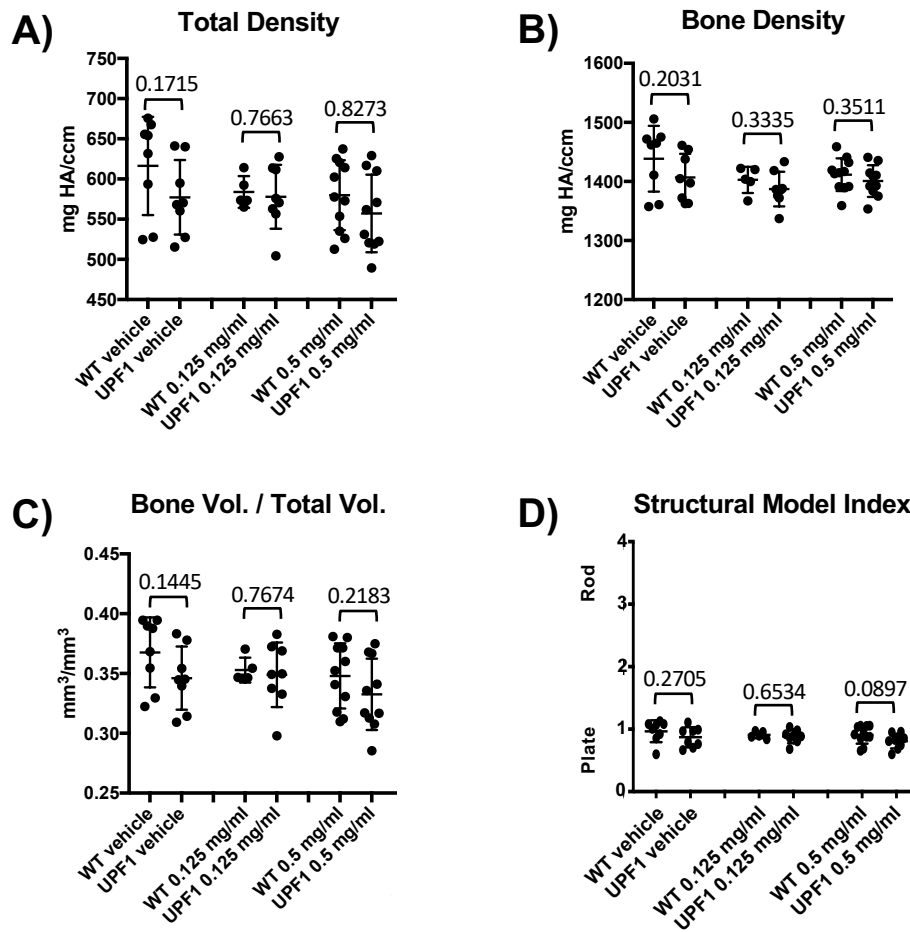 A)
Total Density
0.1715
0.7663
0.8273
750
700
650
600
550
500
450
mg HA/ccm
WT vehicle
UPF1 vehicle
WT 0.125 mg/ml
UPF1 0.125 mg/ml
WT 0.5 mg/ml
UPF1 0.5 mg/ml
B)
Bone Density
0.2031
0.3335
0.3511
1600
1500
1400
1300
1200
mg HA/ccm
WT vehicle
UPF1 vehicle
WT 0.125 mg/ml
UPF1 0.125 mg/ml
WT 0.5 mg/ml
UPF1 0.5 mg/ml
C)
Bone Vol. / Total Vol.
0.1445
0.7674
0.2183
0.45
0.40
0.35
0.30
0.25
mm³/mm³
WT vehicle
UPF1 vehicle
WT 0.125 mg/ml
UPF1 0.125 mg/ml
WT 0.5 mg/ml
UPF1 0.5 mg/ml
D)
Structural Model Index
0.2705
0.6534
0.0897
4
3
2
1
0
Rod
Plate
WT vehicle
UPF1 vehicle
WT 0.125 mg/ml
UPF1 0.125 mg/ml
WT 0.5 mg/ml
UPF1 0.5 mg/ml